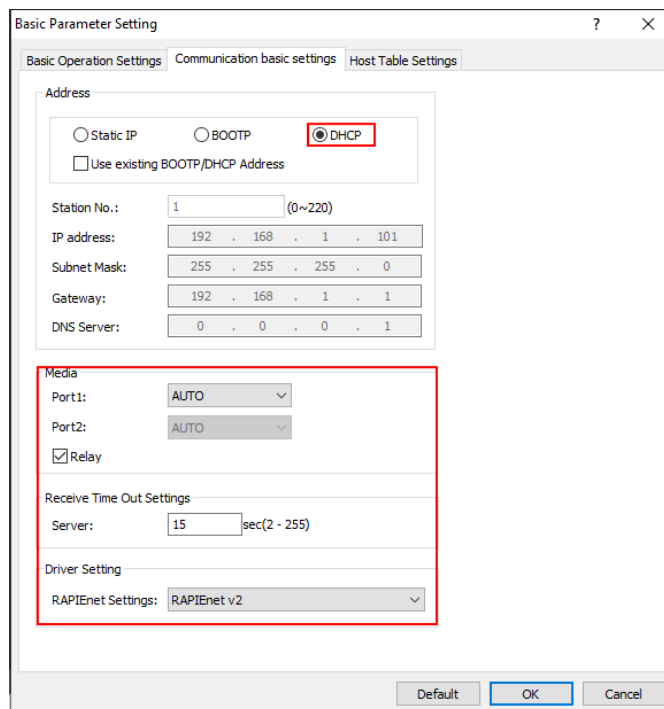 Basic Parameter Setting ? ×
Basic Operation Settings Communication basic settings Host Table Settings
Address
Static IP BOOTP DHCP
Use existing BOOTP/DHCP Address
Station No.: 1 (0~220)
IP address: 192 . 168 . 1 . 101
Subnet Mask: 255 . 255 . 255 . 0
Gateway: 192 . 168 . 1 . 1
DNS Server: 0 . 0 . 0 . 1
Media
Port1: AUTO
Port2: AUTO
Relay
Receive Time Out Settings
Server: 15 sec(2 - 255)
Driver Setting
RAPIEnet Settings: RAPIEnet v2
Default OK Cancel